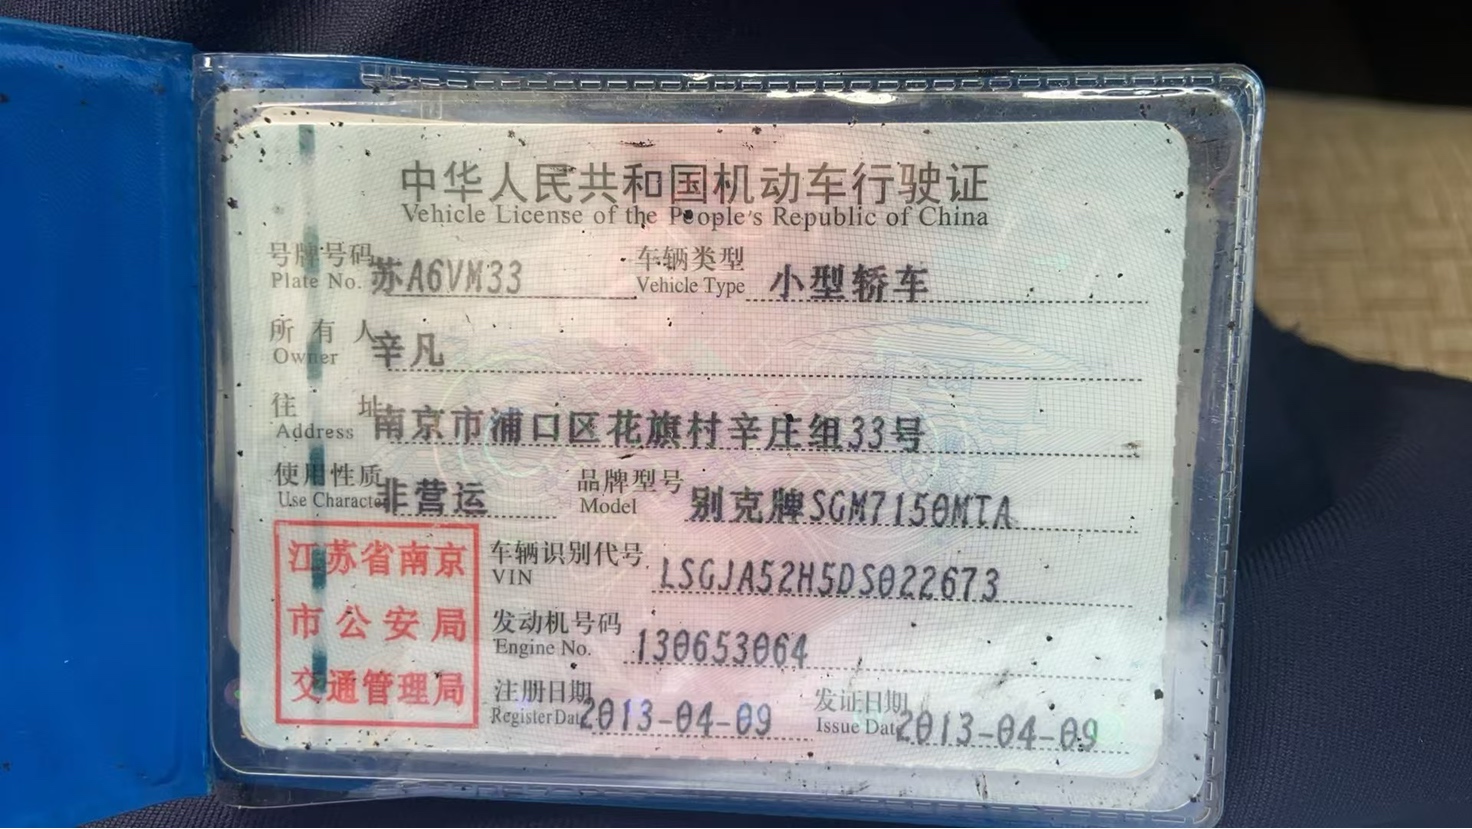 中华人民共和国机动车行驶证
Vehicle License of the People's Republic of China
号牌号码 苏A6VM33 车辆类型 小型轿车
Plate No. Vehicle Type
所有人 辛凡
Owner
住址 南京市浦口区花旗村辛庄组33号
Address
使用性质 非营运 品牌型号 别克牌SGM7150MTA
Use Character Model
江苏省南京
市公安局
交通管理局
车辆识别代号 LSGJA52H5DS022673
VIN
发动机号码 130653064
Engine No.
注册日期 2013-04-09 发证日期 2013-04-09
Register Date Issue Date